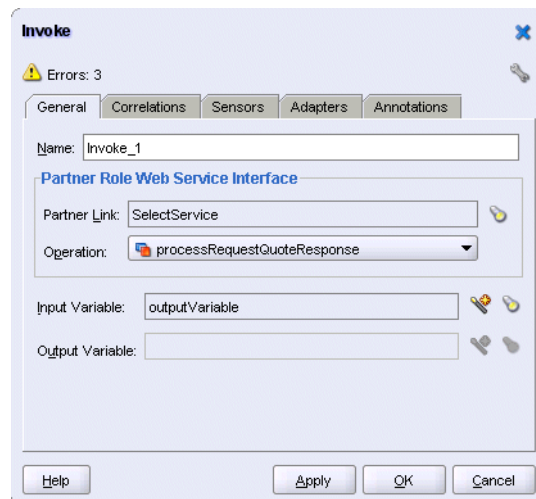 Invoke
Errors: 3
General Correlations Sensors Adapters Annotations
Name: Invoke_1
Partner Role Web Service Interface
Partner Link: SelectService
Operation: processRequestQuoteResponse
Input Variable: outputVariable
Output Variable:
Help Apply OK Cancel